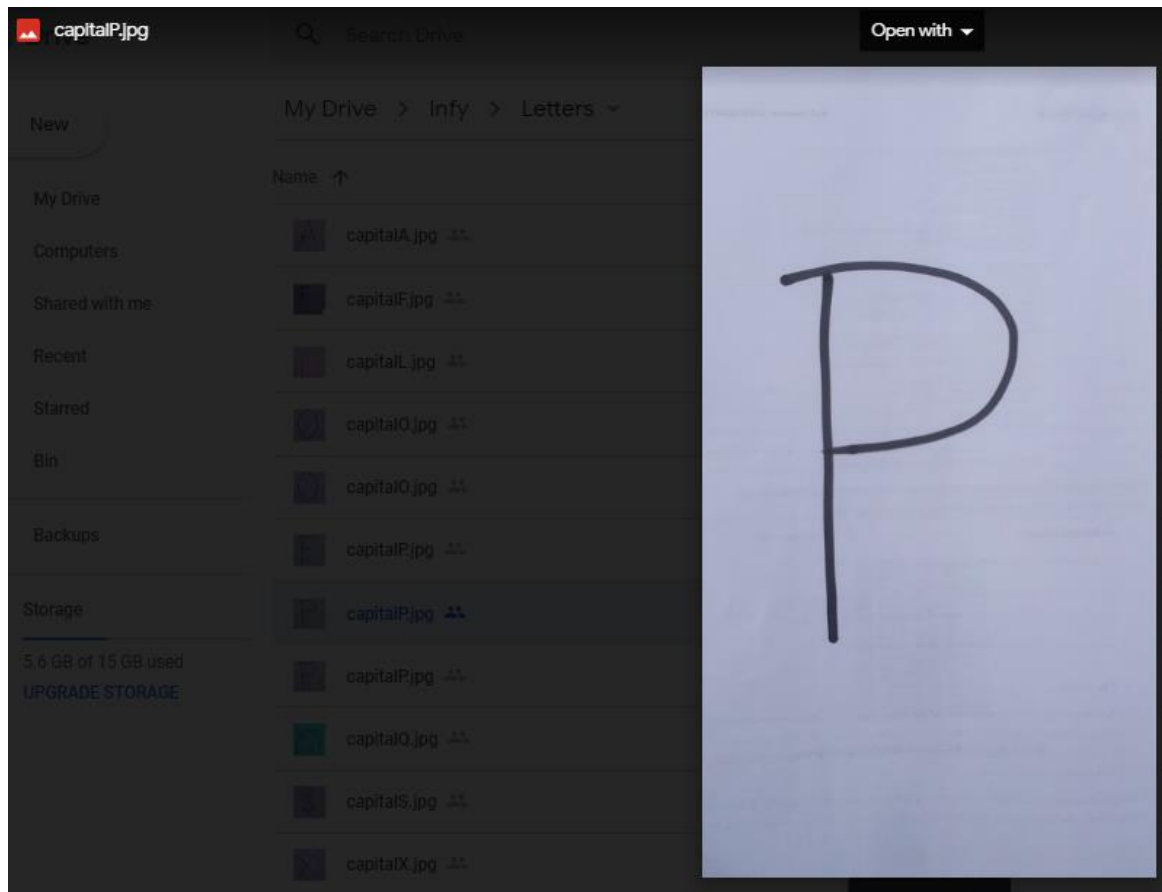 capitalP.jpg
Open with
Search Drive
New
My Drive > Infy > Letters
Name
My Drive
Computers
Shared with me
Recent
Starred
Bin
Backups
Storage
5.6 GB of 15 GB used
UPGRADE STORAGE
capitalA.jpg
capitalF.jpg
capitalL.jpg
capitalO.jpg
capitalO.jpg
capitalP.jpg
capitalP.jpg
capitalP.jpg
capitalQ.jpg
capitalS.jpg
capitalX.jpg
P